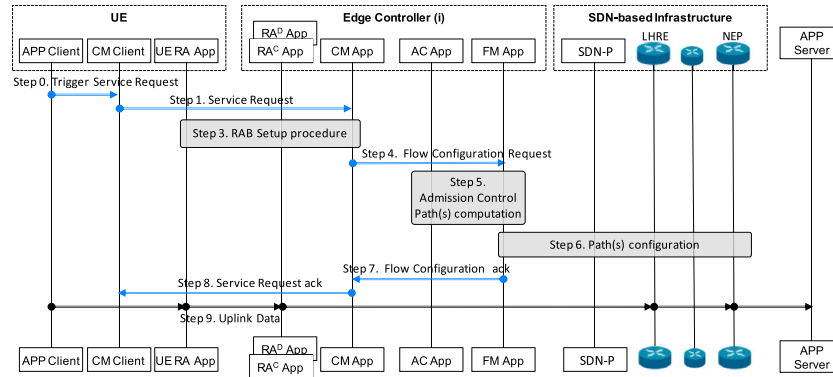 UE
Edge Controller (i)
SDN-based Infrastructure
APP Client
CM Client
UE RA App
RAᴰ App
RAᶜ App
CM App
AC App
FM App
SDN-P
LHRE
NEP
APP
Server
Step 0. Trigger Service Request
Step 1. Service Request
Step 3. RAB Setup procedure
Step 4. Flow Configuration Request
Step 5.
Admission Control
Path(s) computation
Step 6. Path(s) configuration
Step 7. Flow Configuration ack
Step 8. Service Request ack
Step 9. Uplink Data
APP Client
CM Client
UE RA App
RAᴰ App
RAᶜ App
CM App
AC App
FM App
SDN-P
APP
Server